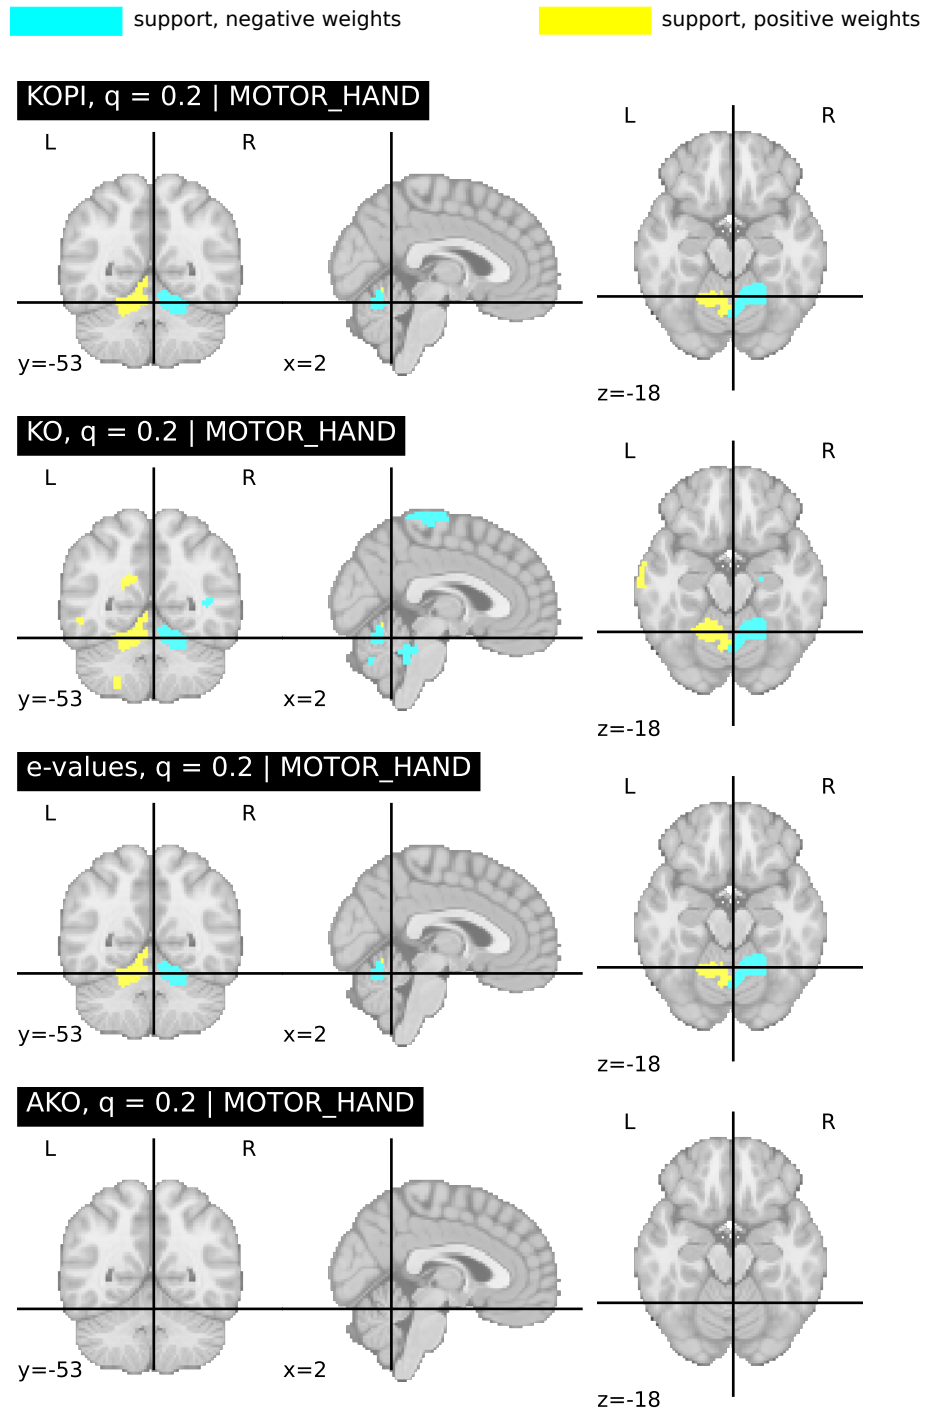 support, negative weights
support, positive weights
KOPI, q = 0.2 | MOTOR_HAND
L R L R
y=-53 x=2 z=-18
KO, q = 0.2 | MOTOR_HAND
L R L R
y=-53 x=2 z=-18
e-values, q = 0.2 | MOTOR_HAND
L R L R
y=-53 x=2 z=-18
AKO, q = 0.2 | MOTOR_HAND
L R L R
y=-53 x=2 z=-18